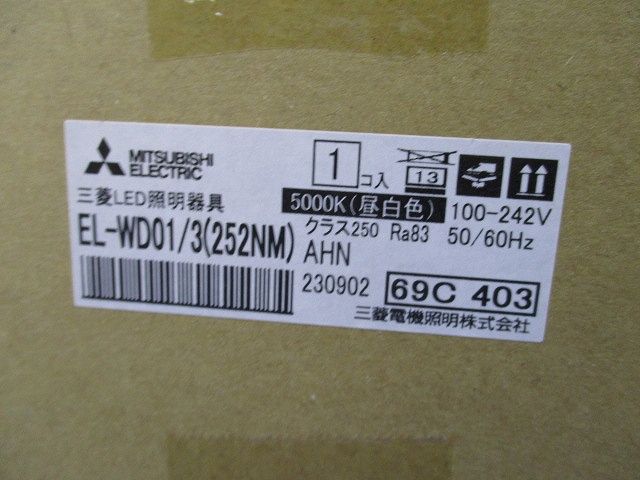 MITSUBISHI
ELECTRIC
1 コ入
13
三菱LED照明器具
5000K(昼白色)
100-242V
EL-WD01/3(252NM)
クラス250 Ra83 50/60Hz
AHN
230902
69C 403
三菱電機照明株式会社